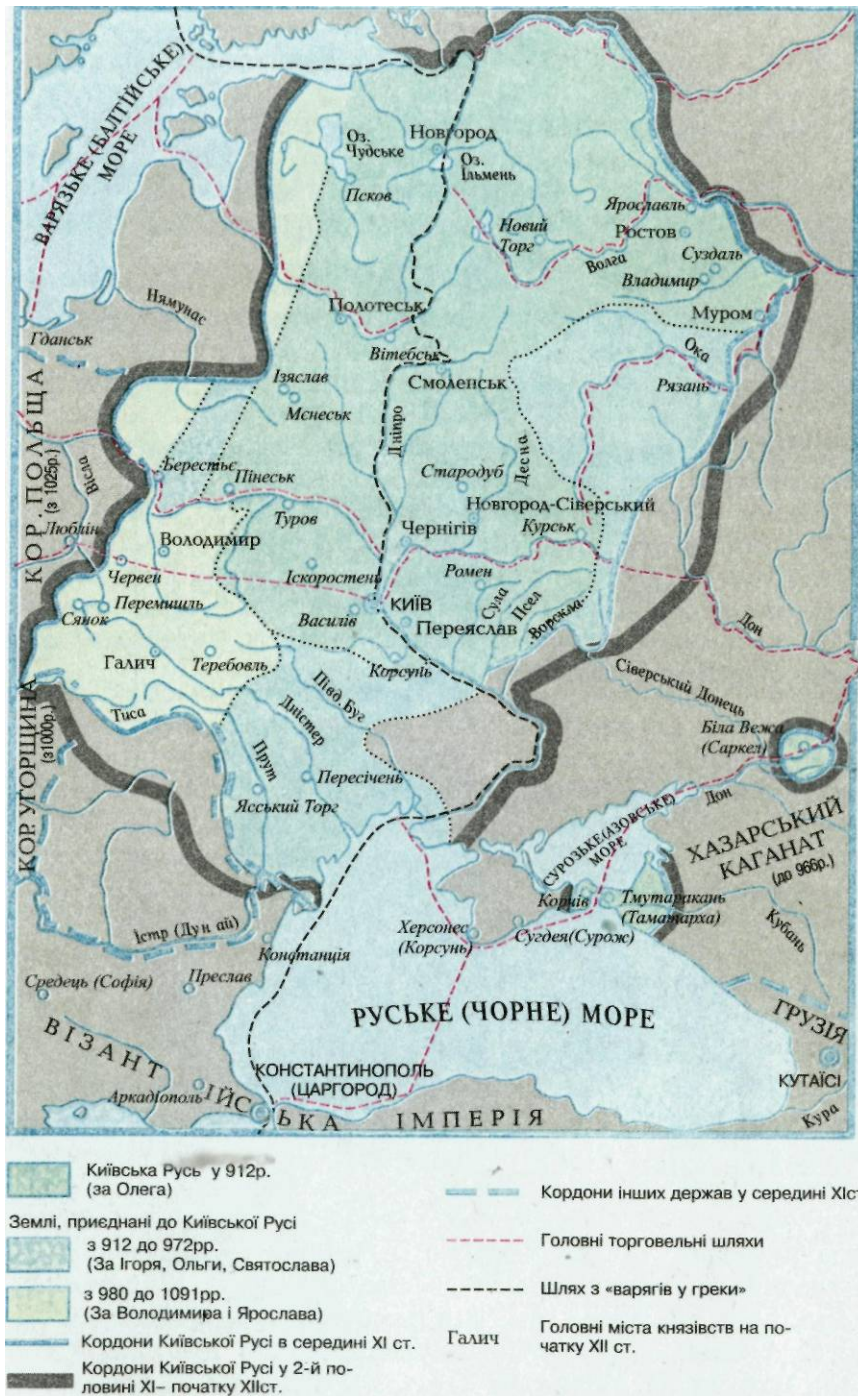 ВАРЯЗЬКЕ (БАЛТІЙСЬКЕ)
МОРЕ
Оз.
Чудське
Новгород
Оз.
Ільмень
Псков
Новий
Торг
Ярославль
Ростов
Суздаль
Волга
Владимир
Муром
Нямунас
Гданськ
Полотеськ
Вітебськ
Смоленськ
Ока
Рязань
Ізяслав
Мєнеськ
Дніпро
Десна
Стародуб
КОР. ПОЛЬЩА
(з 1025р.)
Вісла
Берестьє
Пінеськ
Новгород-Сіверський
Туров
Чернігів
Курськ
Люблін
Володимир
Червен
Іскоростень
Ромен
Сула
Псел
Ворскла
КИЇВ
Перемишль
Сянок
Василів
Переяслав
Дон
Галич
Теребовль
Корсунь
Сіверський Донець
Півд. Буг
Дністер
Тиса
Прут
Біла Вежа
(Саркел)
КОР. УГОРЩИНА
(з1000р.)
Пересічень
Ясський Торг
Дон
СУРОЗЬКЕ(АЗОВСЬКЕ)
МОРЕ
ХАЗАРСЬКИЙ
КАГАНАТ
(до 966р.)
Корчів
Тмутаракань
(Таматарха)
Кубань
Істр (Дунай)
Херсонес
(Корсунь)
Сугдея(Сурож)
Констанція
Средець (Софія)
Преслав
РУСЬКЕ (ЧОРНЕ) МОРЕ
ГРУЗІЯ
КУТАЇСІ
Кура
КОНСТАНТИНОПОЛЬ
(ЦАРГОРОД)
Аркадіополь
ВІЗАНТІЙСЬКА ІМПЕРІЯ
Київська Русь у 912р.
(за Олега)
Землі, приєднані до Київської Русі
з 912 до 972рр.
(За Ігоря, Ольги, Святослава)
з 980 до 1091рр.
(За Володимира і Ярослава)
Кордони Київської Русі в середині XI ст.
Кордони Київської Русі у 2-й по-
ловині XI– початку XIIст.
Кордони інших держав у середині XIст
Головні торговельні шляхи
Шлях з «варягів у греки»
Галич
Головні міста князівств на по-
чатку XII ст.